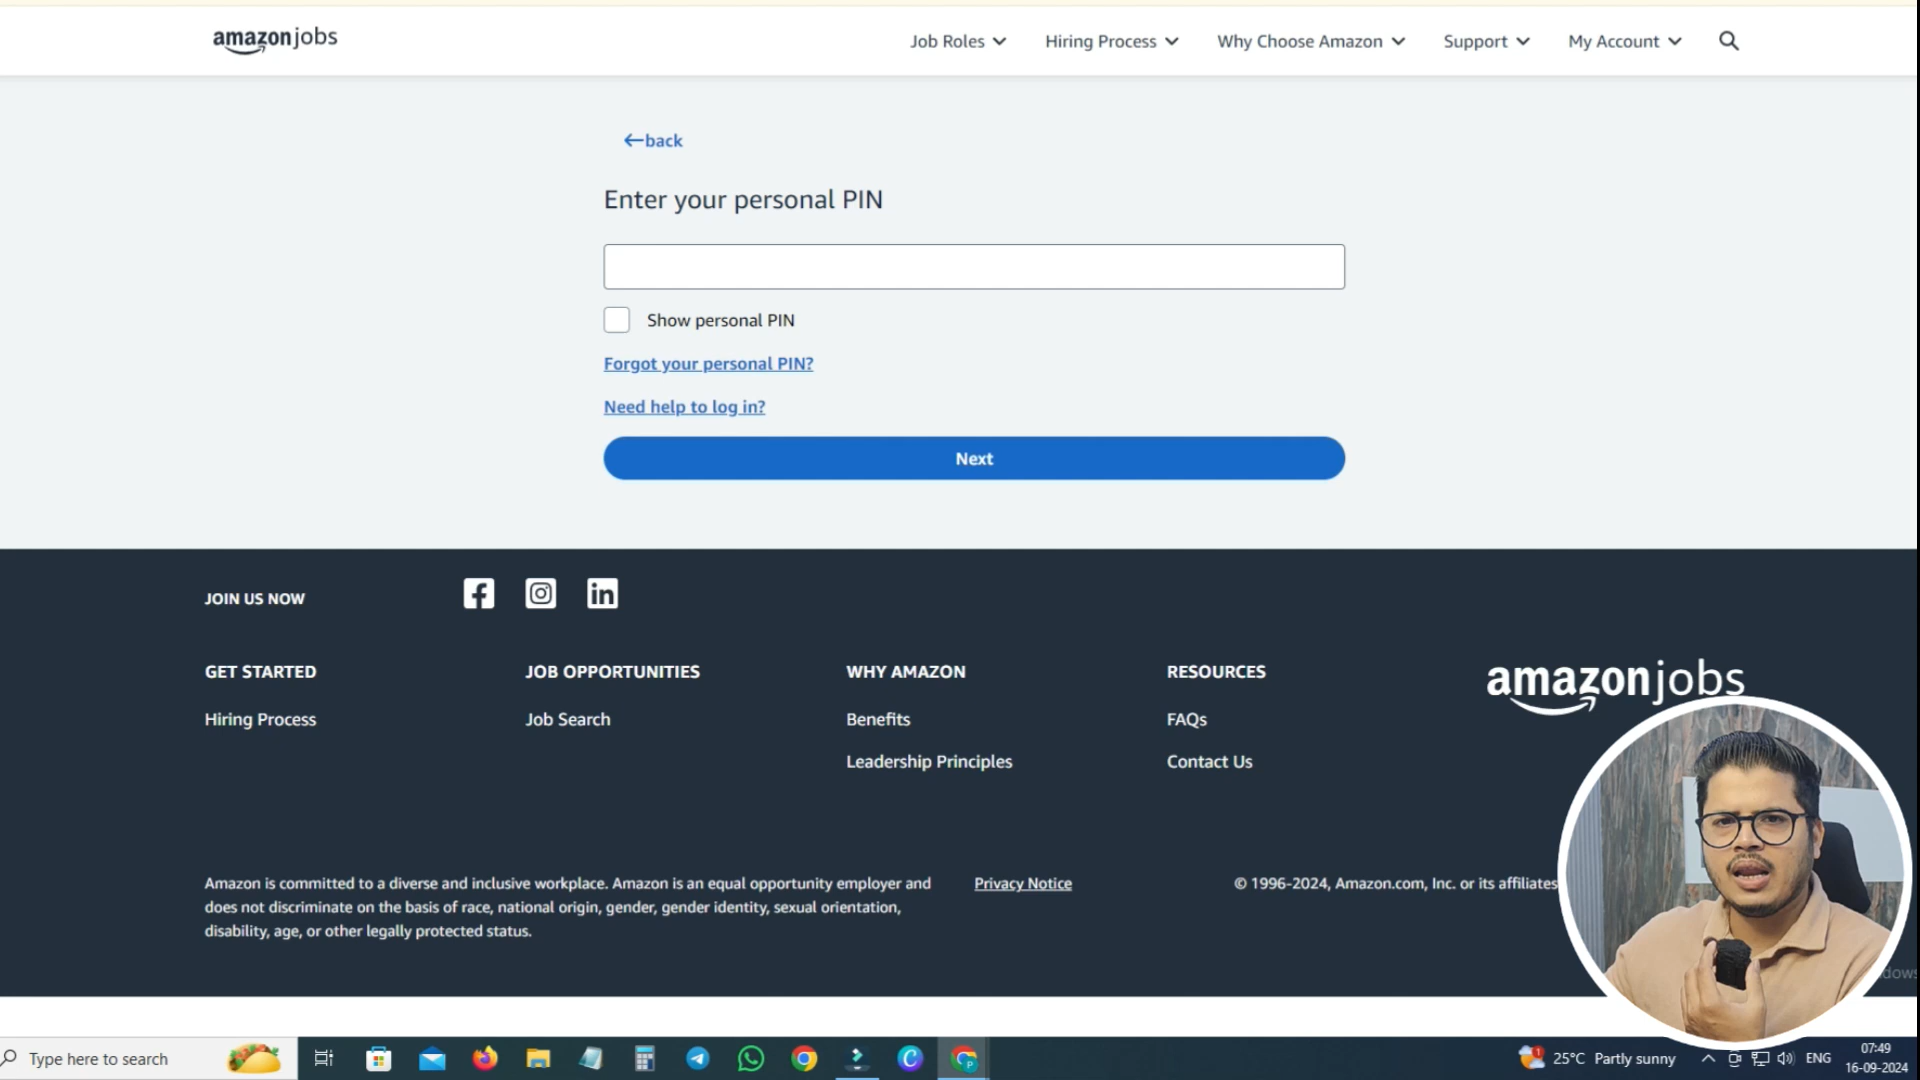 amazon jobs
Job Roles
Hiring Process
Why Choose Amazon
Support
My Account
←back
Enter your personal PIN
Show personal PIN
Forgot your personal PIN?
Need help to log in?
Next
JOIN US NOW
GET STARTED
Hiring Process
JOB OPPORTUNITIES
Job Search
WHY AMAZON
Benefits
Leadership Principles
RESOURCES
FAQs
Contact Us
amazon jobs
Amazon is committed to a diverse and inclusive workplace. Amazon is an equal opportunity employer and
does not discriminate on the basis of race, national origin, gender, gender identity, sexual orientation,
disability, age, or other legally protected status.
Privacy Notice
© 1996-2024, Amazon.com, Inc. or its affiliates
Type here to search
1
25°C Partly sunny
ENG
07:49
16-09-2024